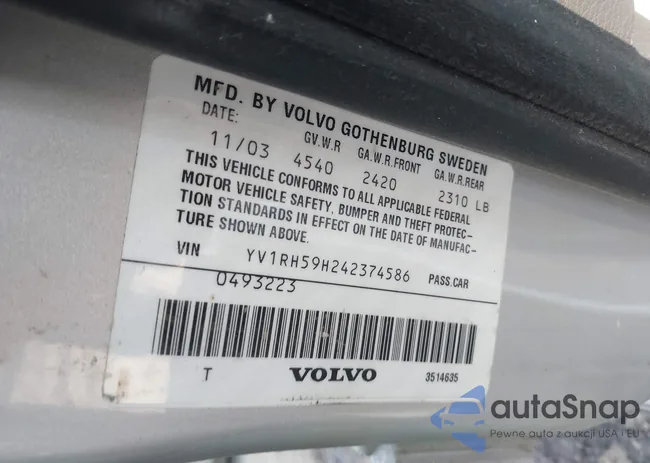 MFD. BY VOLVO GOTHENBURG SWEDEN
DATE: GV.W.R GA.W.R.FRONT GA.W.R.REAR
11/03 4540 2420 2310 LB
THIS VEHICLE CONFORMS TO ALL APPLICABLE FEDERAL
MOTOR VEHICLE SAFETY, BUMPER AND THEFT PROTEC-
TION STANDARDS IN EFFECT ON THE DATE OF MANUFAC-
TURE SHOWN ABOVE.
VIN YV1RH59H242374586 PASS.CAR
0493223
T VOLVO 3514635
autoSnap
Pewne auta z aukcji USA i EU